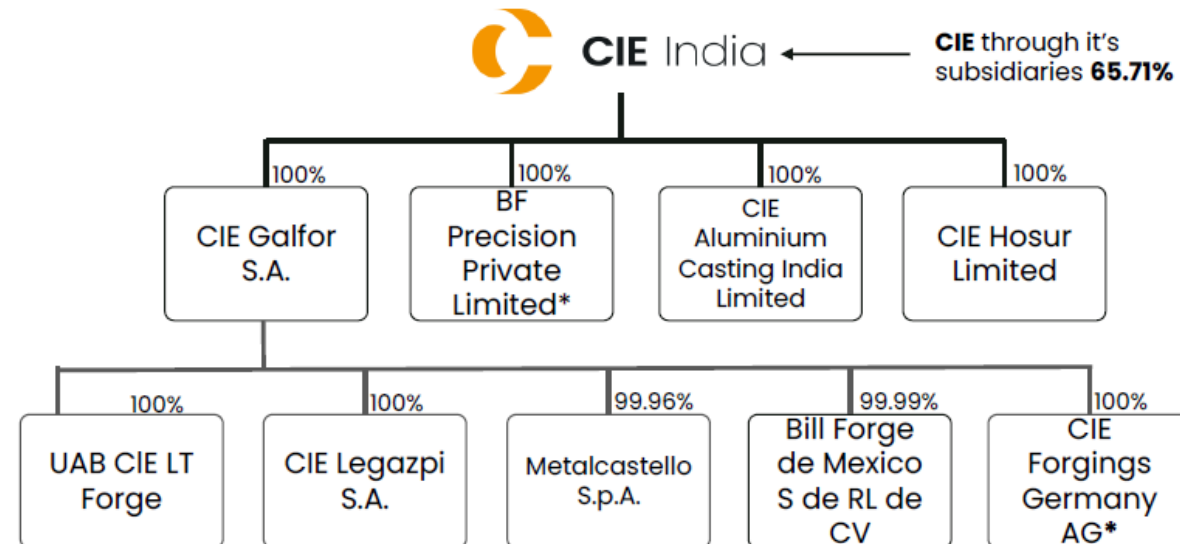 CIE India
CIE through it's
subsidiaries 65.71%
100%
100%
100%
100%
CIE Galfor
S.A.
BF
Precision
Private
Limited*
CIE
Aluminium
Casting India
Limited
CIE Hosur
Limited
100%
100%
99.96%
99.99%
100%
UAB CIE LT
Forge
CIE Legazpi
S.A.
Metalcastello
S.p.A.
Bill Forge
de Mexico
S de RL de
CV
CIE
Forgings
Germany
AG*